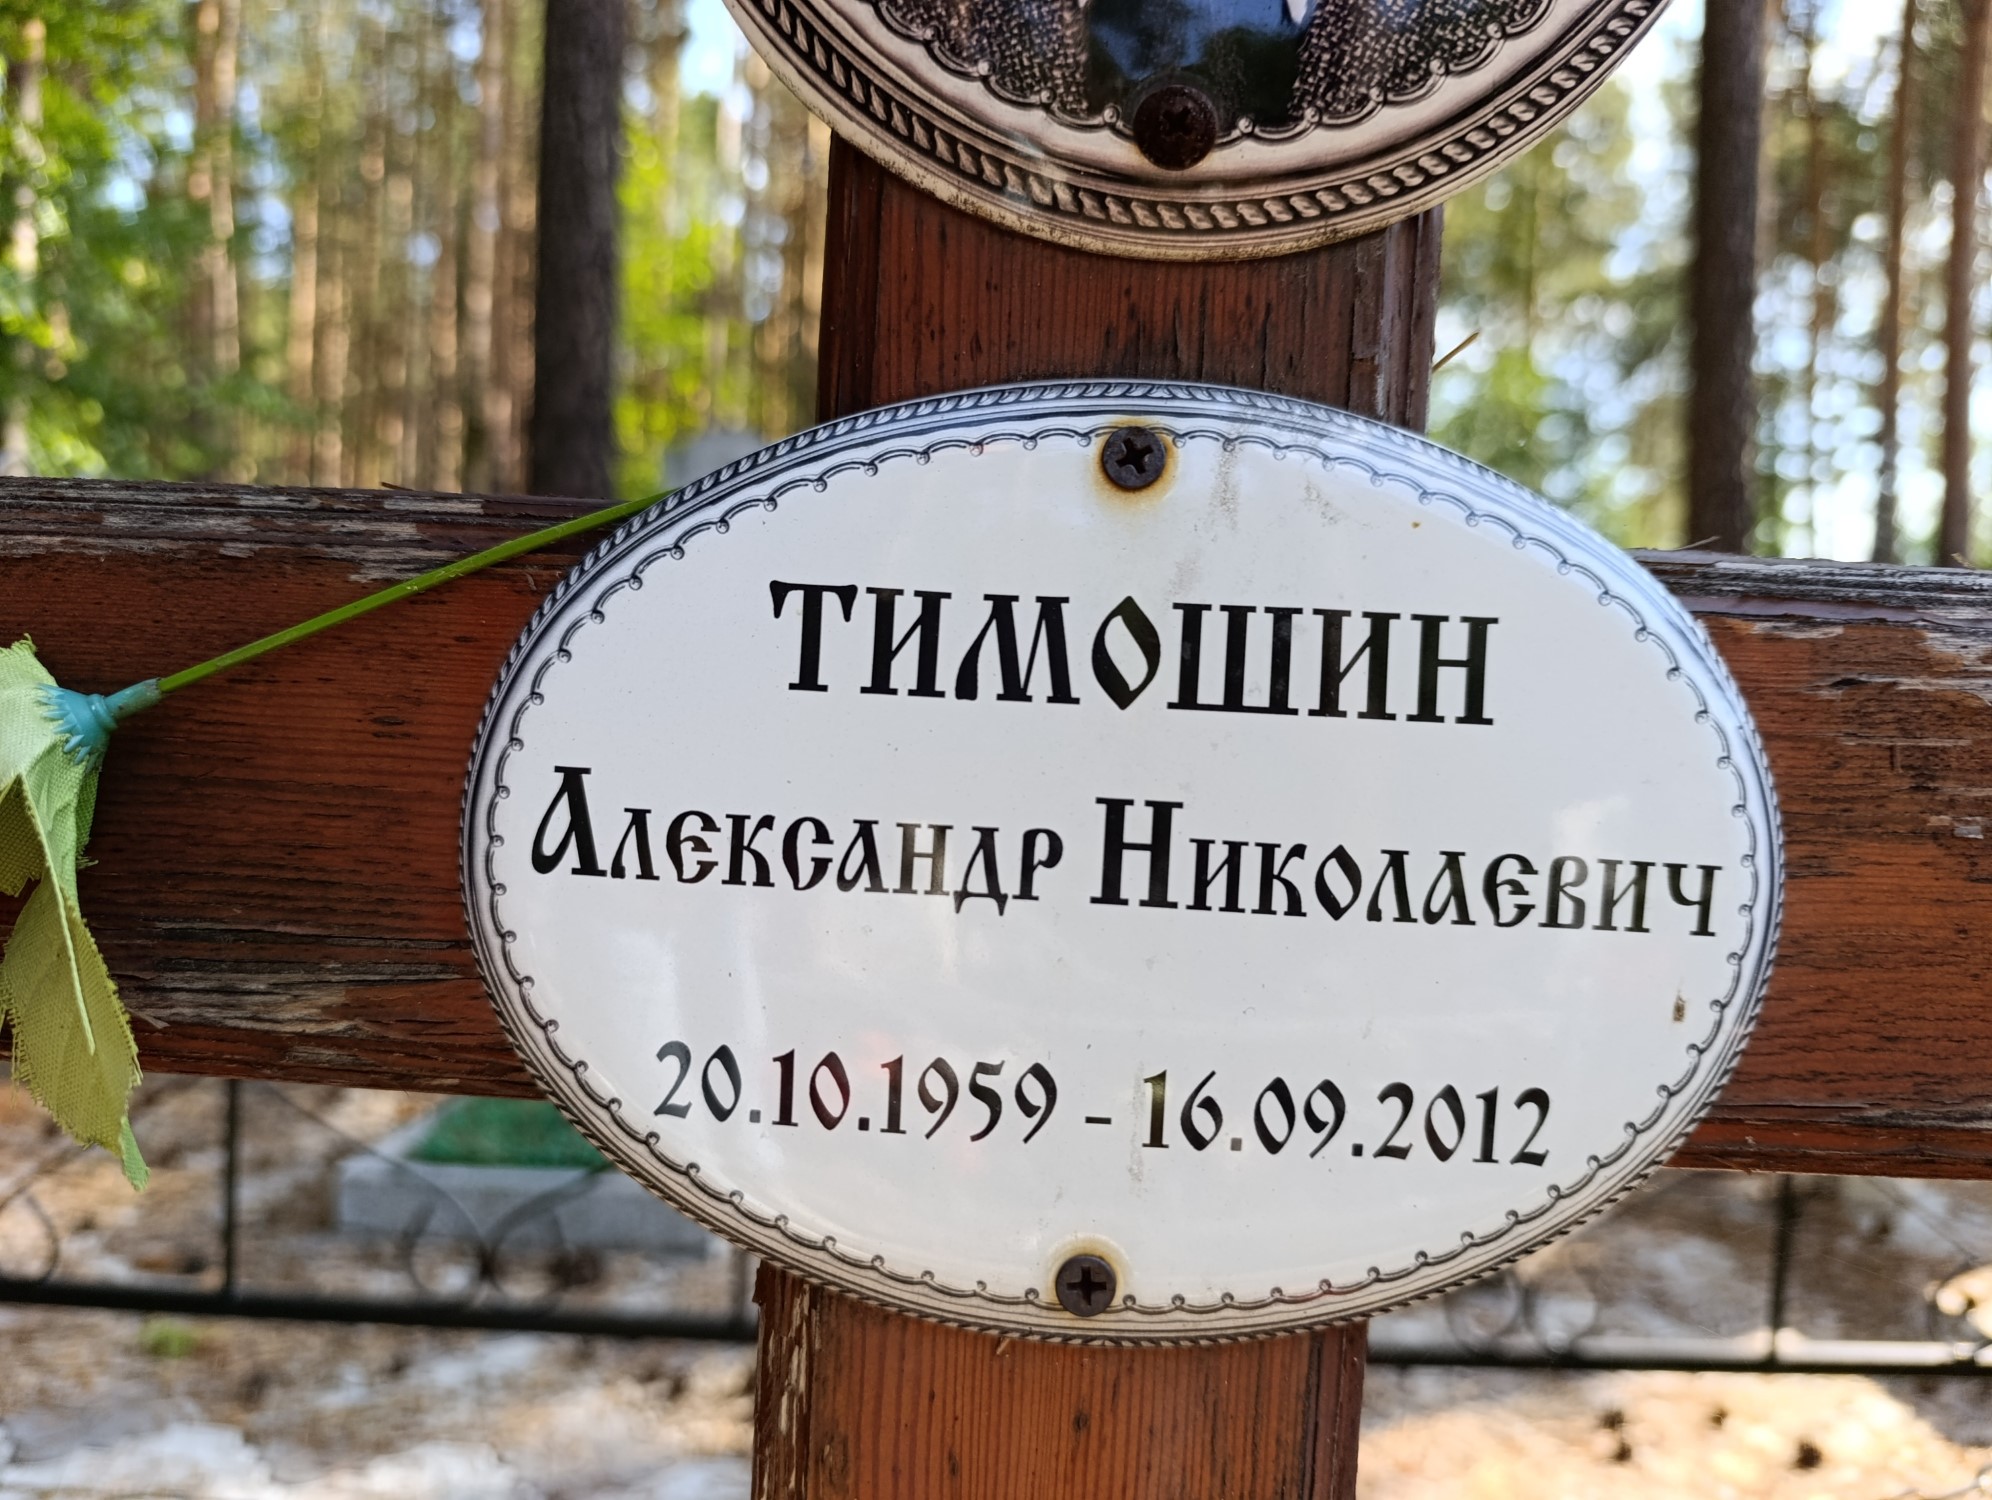 ТИМОШИН
Александр Николаевич
20.10.1959 - 16.09.2012